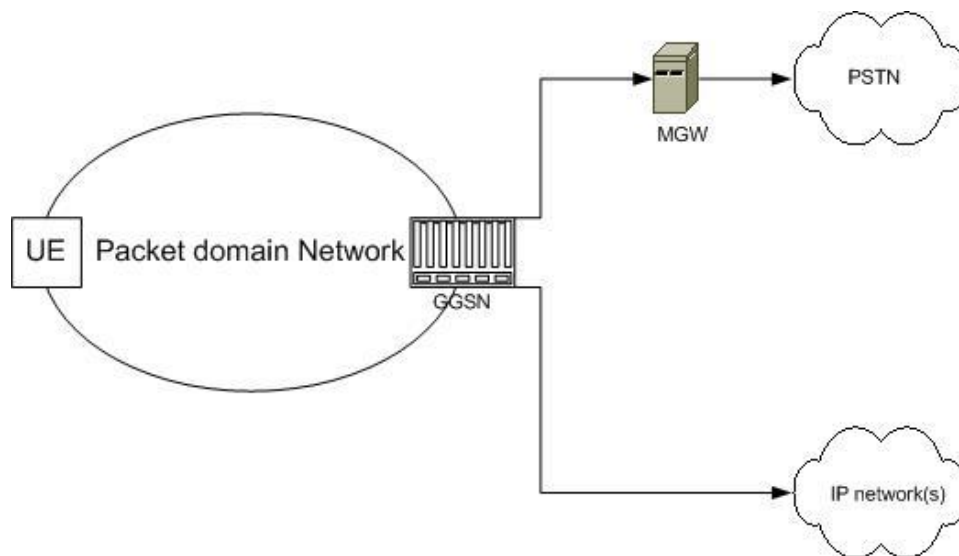 PSTN
MGW
UE
Packet domain Network
GGSN
IP network(s)